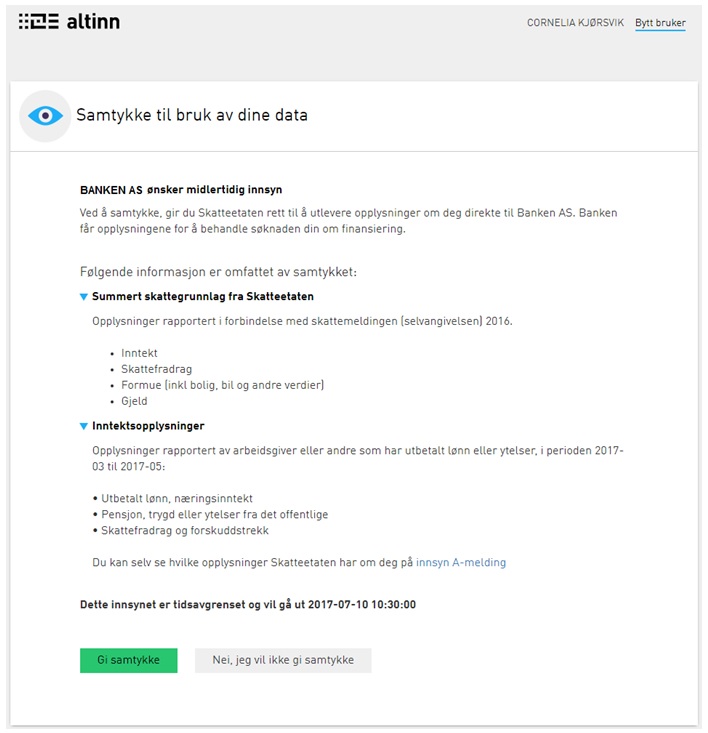 altinn
CORNELIA KJØRSVIK Bytt bruker
Samtykke til bruk av dine data
BANKEN AS ønsker midlertidig innsyn
Ved å samtykke, gir du Skatteetaten rett til å utlevere opplysninger om deg direkte til Banken AS. Banken
får opplysningene for å behandle søknaden din om finansiering.
Følgende informasjon er omfattet av samtykket:
▼ Summert skattegrunnlag fra Skatteetaten
Opplysninger rapportert i forbindelse med skattemeldingen (selvangivelsen) 2016.
• Inntekt
• Skattefradrag
• Formue (inkl bolig, bil og andre verdier)
• Gjeld
▼ Inntektsopplysninger
Opplysninger rapportert av arbeidsgiver eller andre som har utbetalt lønn eller ytelser, i perioden 2017-
03 til 2017-05:
• Utbetalt lønn, næringsinntekt
• Pensjon, trygd eller ytelser fra det offentlige
• Skattefradrag og forskuddstrekk
Du kan selv se hvilke opplysninger Skatteetaten har om deg på innsyn A-melding
Dette innsynet er tidsavgrenset og vil gå ut 2017-07-10 10:30:00
Gi samtykke Nei, jeg vil ikke gi samtykke